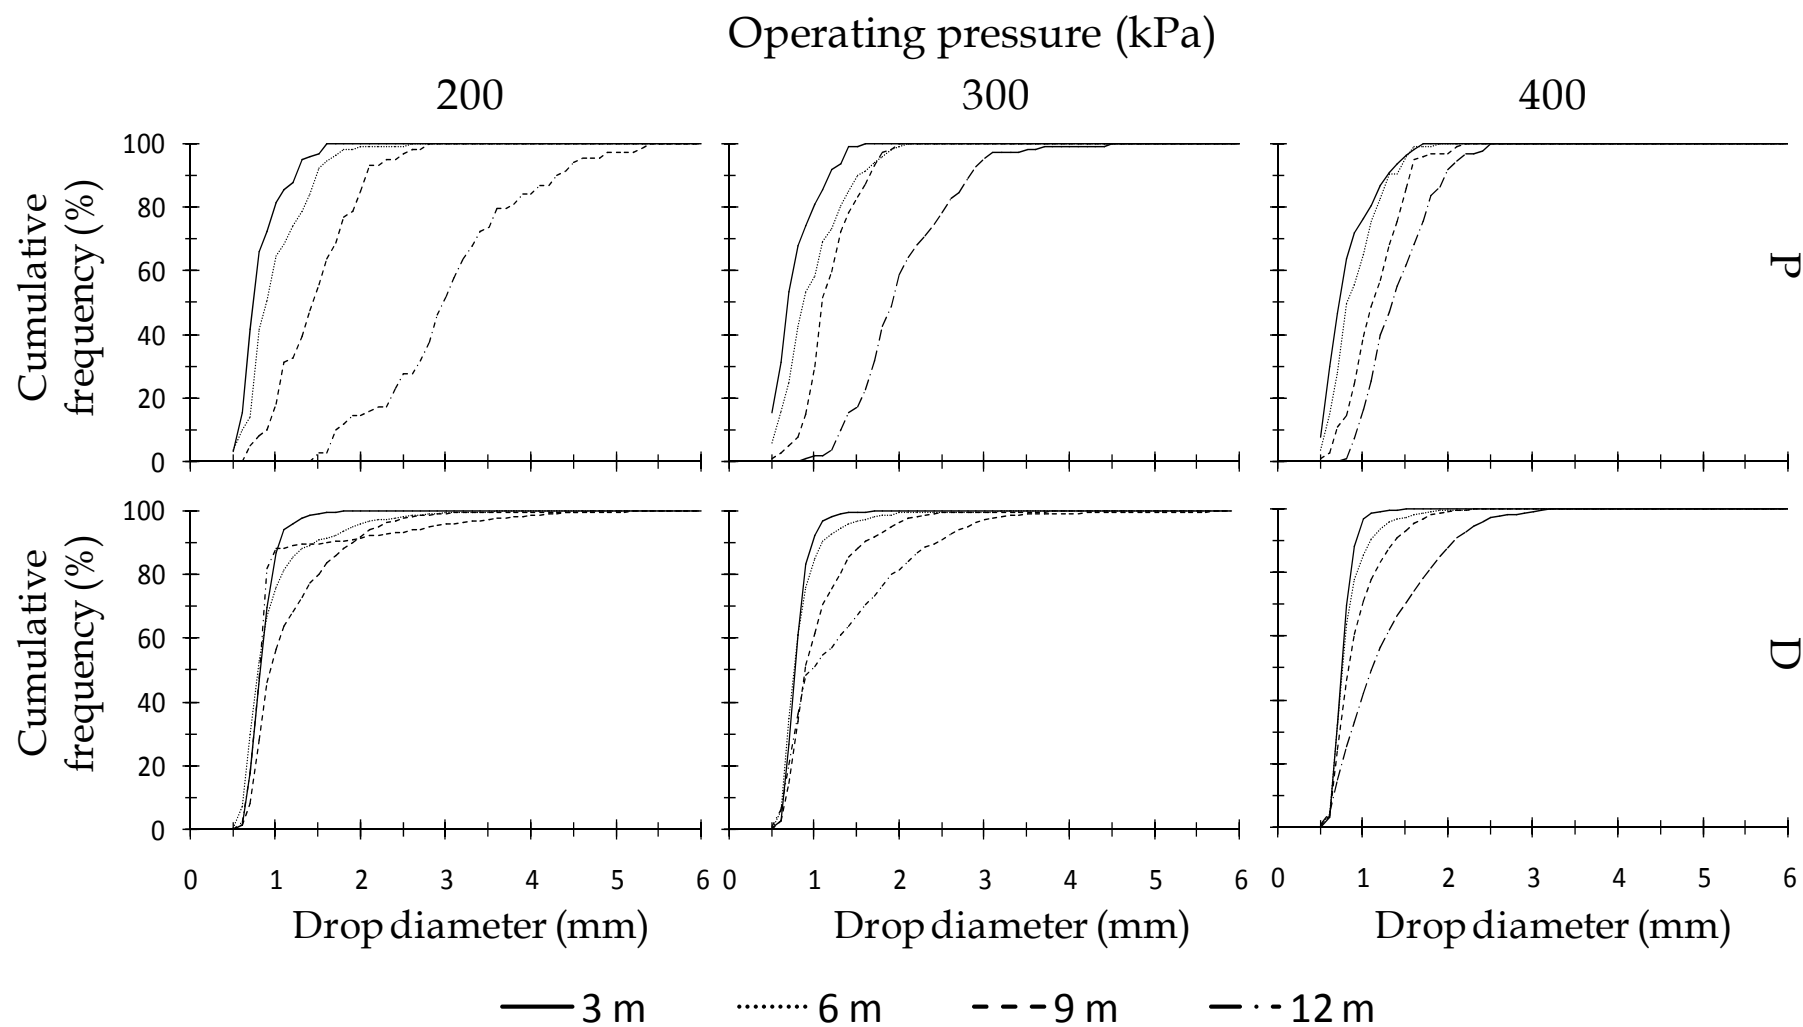 Operating pressure (kPa)
200 300 400
Cumulative
frequency (%)
100
80
60
40
20
0
P
Cumulative
frequency (%)
100
80
60
40
20
0
D
0 1 2 3 4 5 6 0 1 2 3 4 5 6 0 1 2 3 4 5 6
Drop diameter (mm) Drop diameter (mm) Drop diameter (mm)
3 m 6 m 9 m 12 m